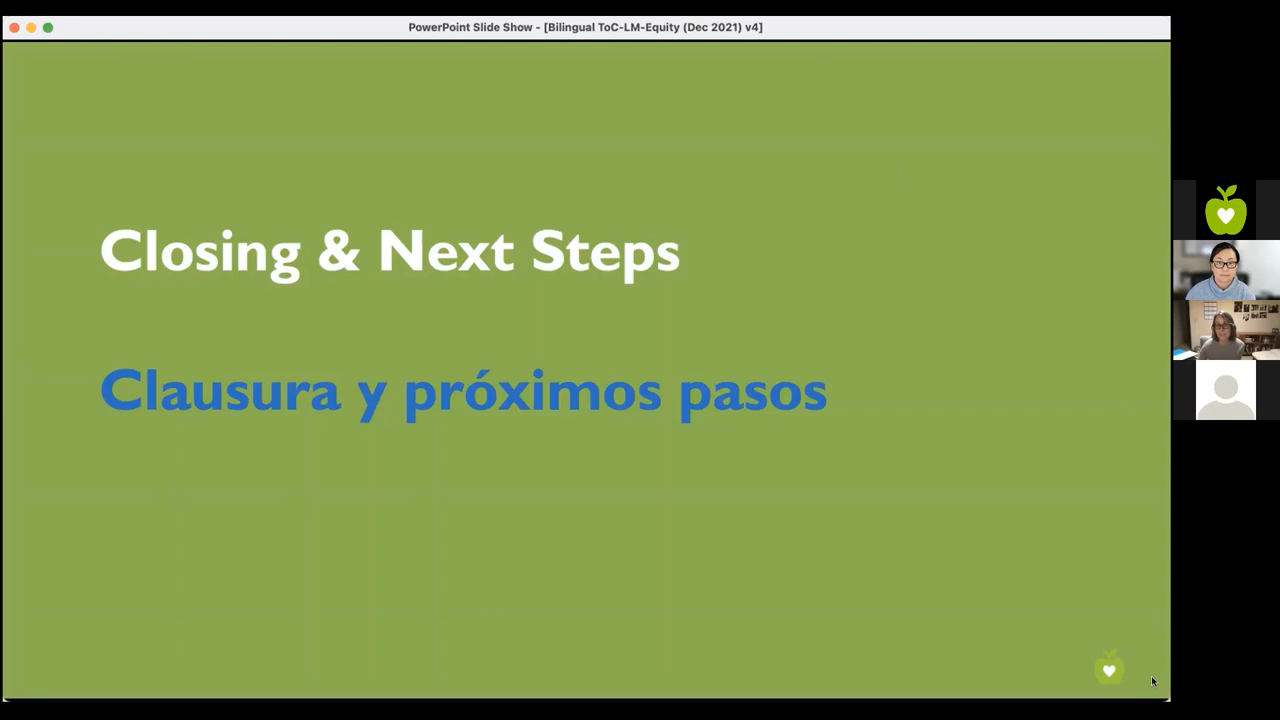 PowerPoint Slide Show - [Bilingual ToC-LM-Equity (Dec 2021) v4]
Closing & Next Steps
Clausura y próximos pasos